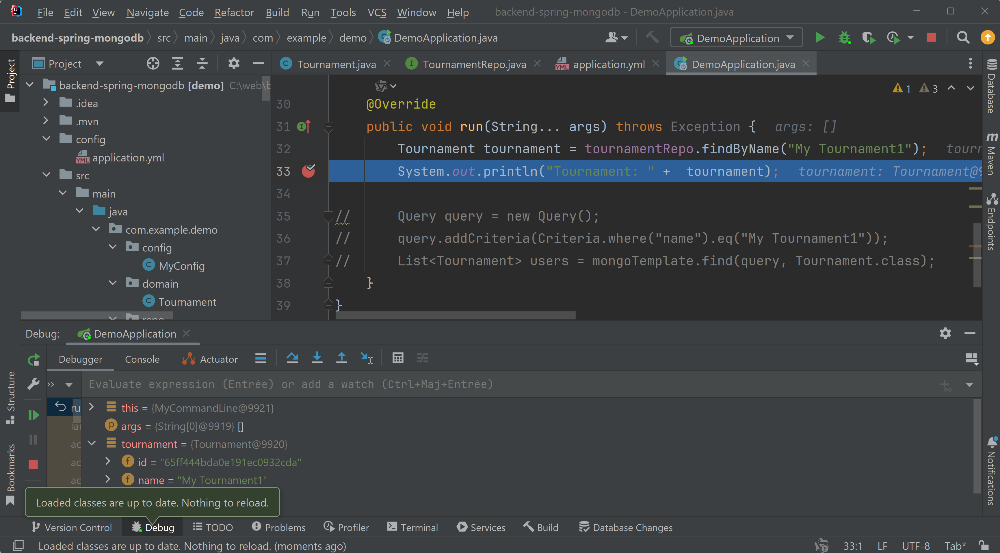 File Edit View Navigate Code Refactor Build Run Tools VCS Window Help backend-spring-mongodb - DemoApplication.java
backend-spring-mongodb src main java com example demo DemoApplication.java DemoApplication
Project
Project
Tournament.java TournamentRepo.java application.yml DemoApplication.java
backend-spring-mongodb [demo] C:\web\b
.idea
.mvn
config
application.yml
src
main
java
com.example.demo
config
MyConfig
domain
Tournament
repo
1 3
30 @Override
31 public void run(String... args) throws Exception { args: []
32 Tournament tournament = tournamentRepo.findByName("My Tournament1"); tourn
33 System.out.println("Tournament: " + tournament); tournament: Tournament@9
34
35 // Query query = new Query();
36 // query.addCriteria(Criteria.where("name").eq("My Tournament1"));
37 // List<Tournament> users = mongoTemplate.find(query, Tournament.class);
38 }
39 }
Database
Maven
Endpoints
Notifications
Debug: DemoApplication
Debugger Console Actuator
Evaluate expression (Entrée) or add a watch (Ctrl+Maj+Entrée)
ru this = {MyCommandLine@9921}
lar args = {String[0]@9919} []
ac tournament = {Tournament@9920}
ac id = "65ff444bda0e191ec0932cda"
ac name = "My Tournament1"
Structure
Bookmarks
Loaded classes are up to date. Nothing to reload.
Version Control Debug TODO Problems Profiler Terminal Services Build Database Changes
Loaded classes are up to date. Nothing to reload. (moments ago) 33:1 LF UTF-8 Tab*